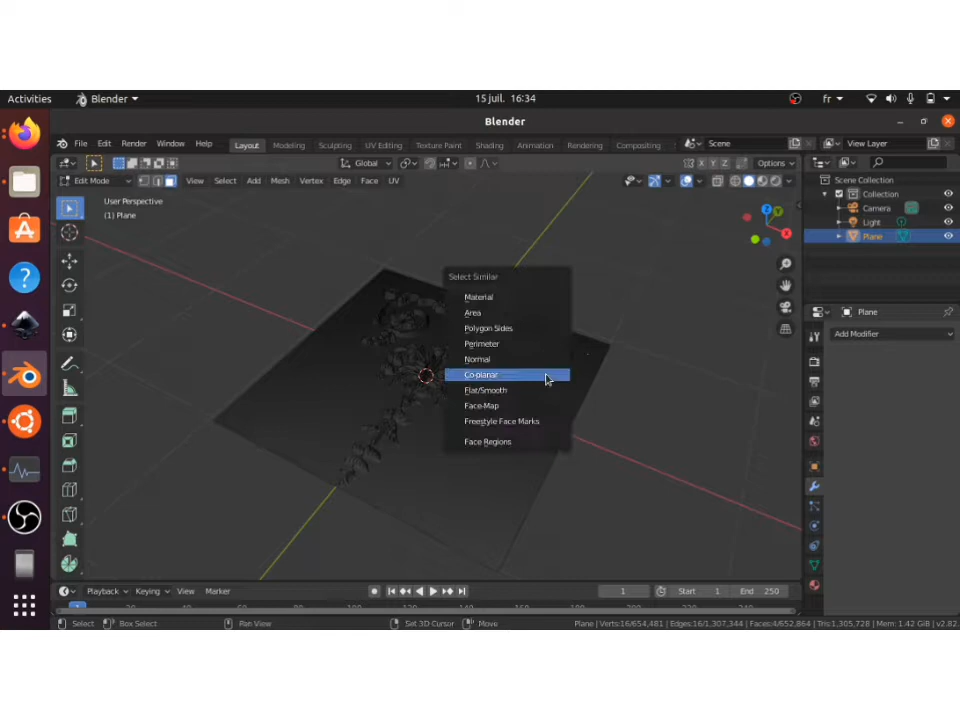 Activities Blender 15 juil. 16:34 fr
Blender
File Edit Render Window Help Layout Modeling Sculpting UV Editing Texture Paint Shading Animation Rendering Compositing Scene View Layer
Global X Y Z Options
Edit Mode View Select Add Mesh Vertex Edge Face UV
User Perspective
(1) Plane
Scene Collection
Collection
Camera
Light
Plane
Select Similar
Material
Area
Polygon Sides
Perimeter
Normal
Co-planar
Flat/Smooth
Face-Map
Freestyle Face Marks
Face Regions
Plane
Add Modifier
Playback Keying View Marker 1 Start 1 End 250
Select Box Select Pan View Set 3D Cursor Move Plane | Verts:16/654,481 | Edges:16/1,307,344 | Faces:4/652,864 | Tris:1,305,728 | Mem: 1.42 GiB | v2.82.